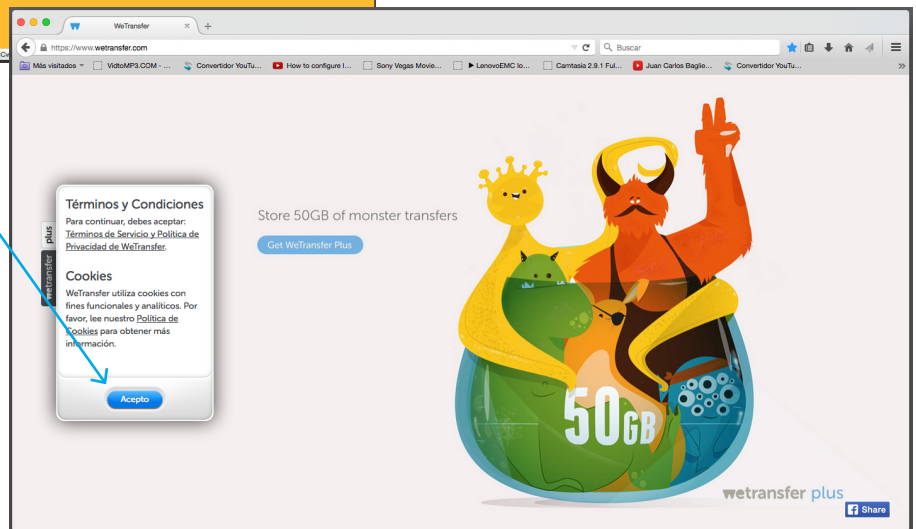 WeTransfer
https://www.wetransfer.com
Buscar
Más visitados
VidtoMP3.COM - ...
Convertidor YouTu...
How to configure l...
Sony Vegas Movie...
LenovoEMC lo...
Camtasia 2.9.1 Ful...
Juan Carlos Baglie...
Convertidor YouTu...
plus
wetransfer
Términos y Condiciones
Para continuar, debes aceptar:
Términos de Servicio y Política de
Privacidad de WeTransfer.
Cookies
WeTransfer utiliza cookies con
fines funcionales y analíticos. Por
favor, lee nuestro Política de
Cookies para obtener más
información.
Acepto
Store 50GB of monster transfers
Get WeTransfer Plus
50GB
wetransfer plus
Share